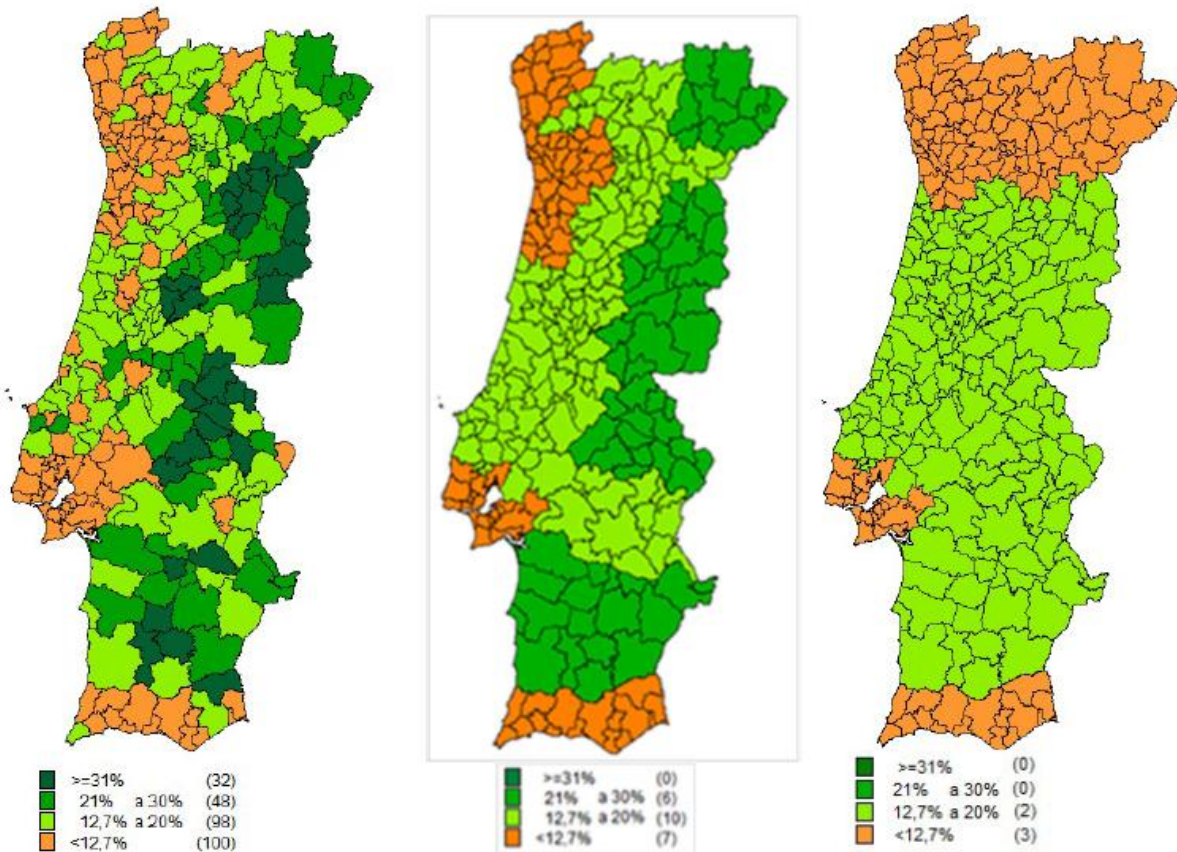 >=31% (32)
21% a 30% (48)
12,7% a 20% (98)
<12,7% (100)
>=31% (0)
21% a 30% (6)
12,7% a 20% (10)
<12,7% (7)
>=31% (0)
21% a 30% (0)
12,7% a 20% (2)
<12,7% (3)